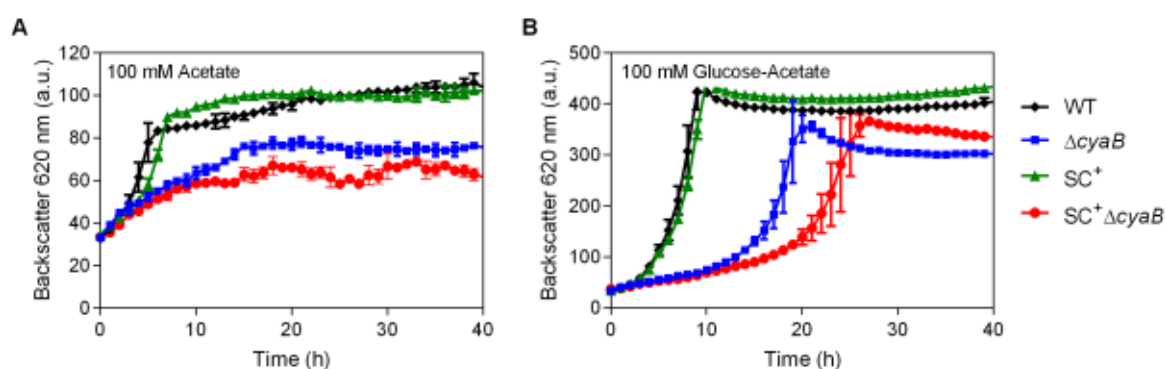 A
B
120
100
80
60
40
20
0
Backscatter 620 nm (a.u.)
100 mM Acetate
0
10
20
30
40
Time (h)
500
400
300
200
100
0
Backscatter 620 nm (a.u.)
100 mM Glucose-Acetate
0
10
20
30
40
Time (h)
WT
ΔcyaB
SC⁺
SC⁺ΔcyaB